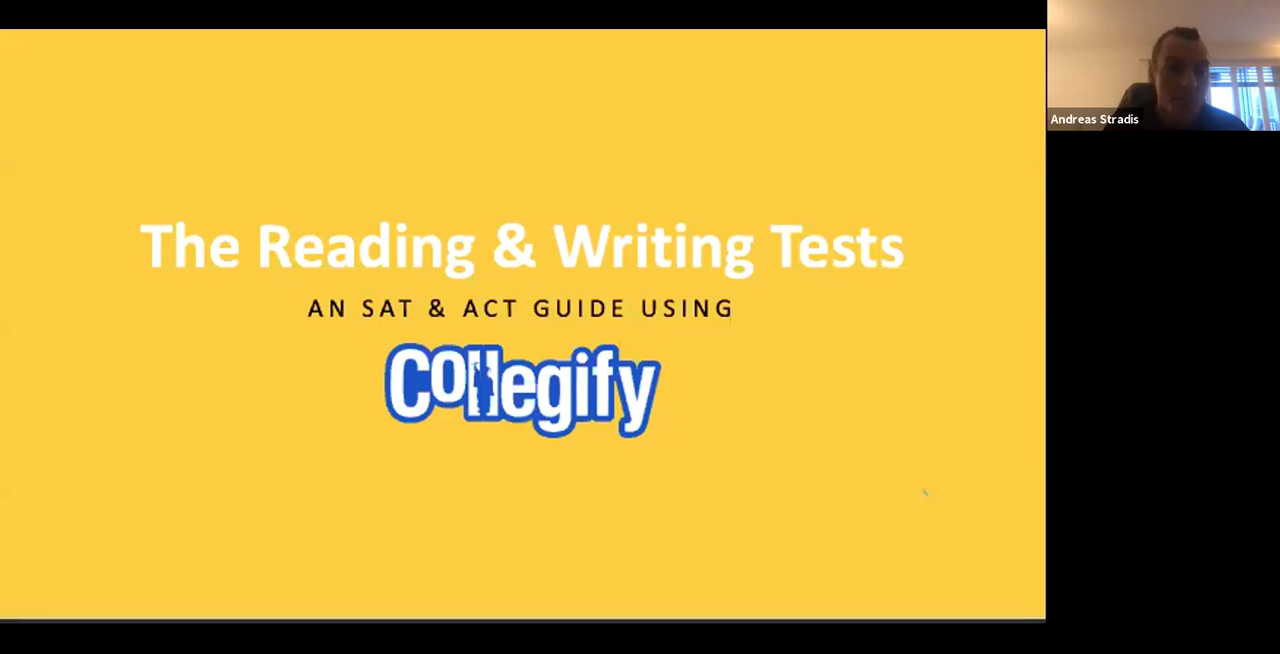 The Reading & Writing Tests
AN SAT & ACT GUIDE USING
Collegify
Andreas Stradis